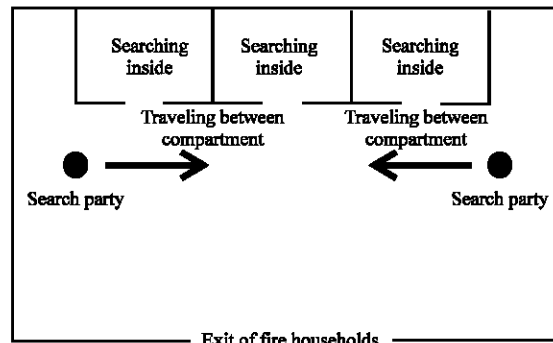 Searching
inside
Searching
inside
Searching
inside
Traveling between
compartment
Traveling between
compartment
Search party
Search party
Exit of fire households